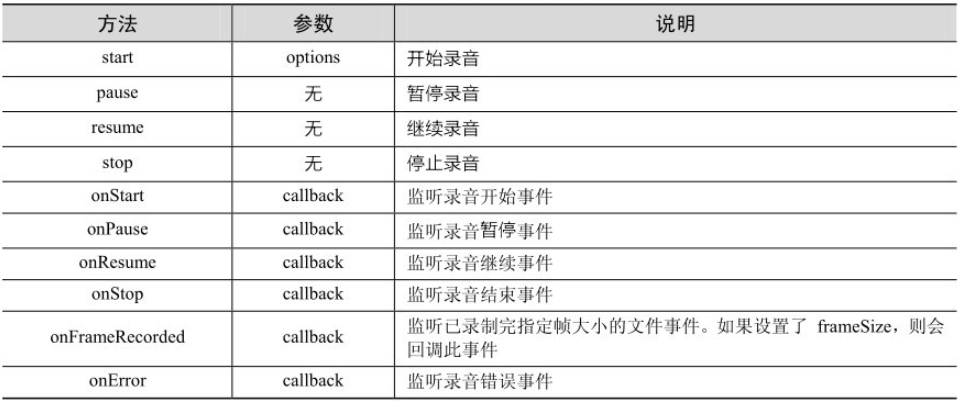 方法 参数 说明
start options 开始录音
pause 无 暂停录音
resume 无 继续录音
stop 无 停止录音
onStart callback 监听录音开始事件
onPause callback 监听录音暂停事件
onResume callback 监听录音继续事件
onStop callback 监听录音结束事件
onFrameRecorded callback 监听已录制完指定帧大小的文件事件。如果设置了 frameSize，则会
回调此事件
onError callback 监听录音错误事件